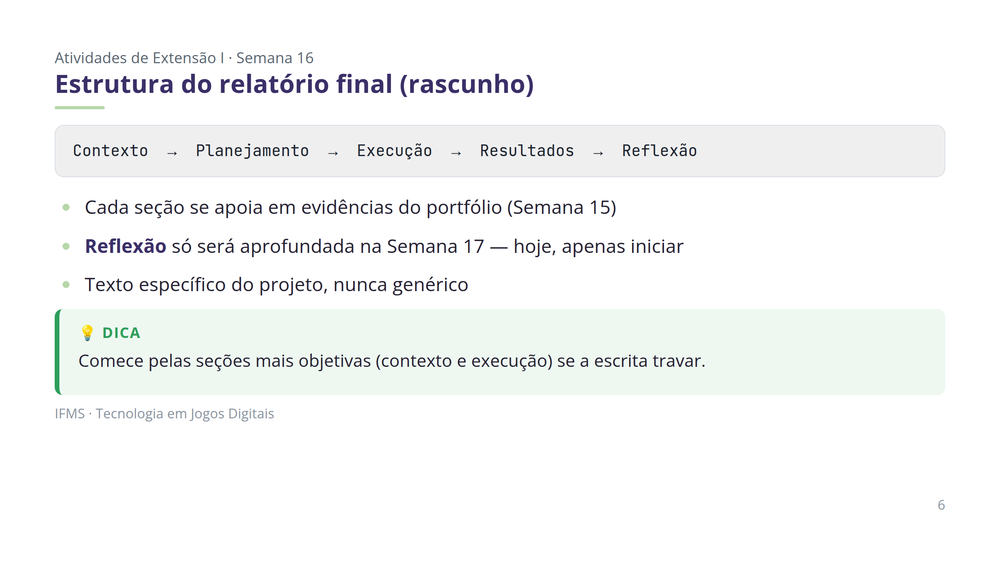 Atividades de Extensão I · Semana 16
Estrutura do relatório final (rascunho)
Contexto → Planejamento → Execução → Resultados → Reflexão
• Cada seção se apoia em evidências do portfólio (Semana 15)
• Reflexão só será aprofundada na Semana 17 — hoje, apenas iniciar
• Texto específico do projeto, nunca genérico
💡 DICA
Comece pelas seções mais objetivas (contexto e execução) se a escrita travar.
IFMS · Tecnologia em Jogos Digitais
6